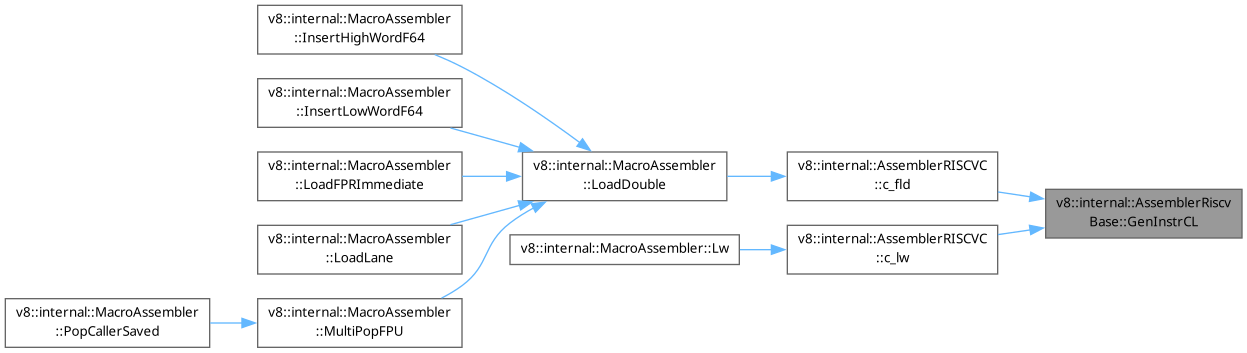 v8::internal::MacroAssembler
::InsertHighWordF64
v8::internal::MacroAssembler
::InsertLowWordF64
v8::internal::MacroAssembler
::LoadFPRImmediate
v8::internal::MacroAssembler
::LoadDouble
v8::internal::AssemblerRISCVC
::c_fld
v8::internal::AssemblerRiscv
Base::GenInstrCL
v8::internal::MacroAssembler
::LoadLane
v8::internal::MacroAssembler::Lw
v8::internal::AssemblerRISCVC
::c_lw
v8::internal::MacroAssembler
::PopCallerSaved
v8::internal::MacroAssembler
::MultiPopFPU